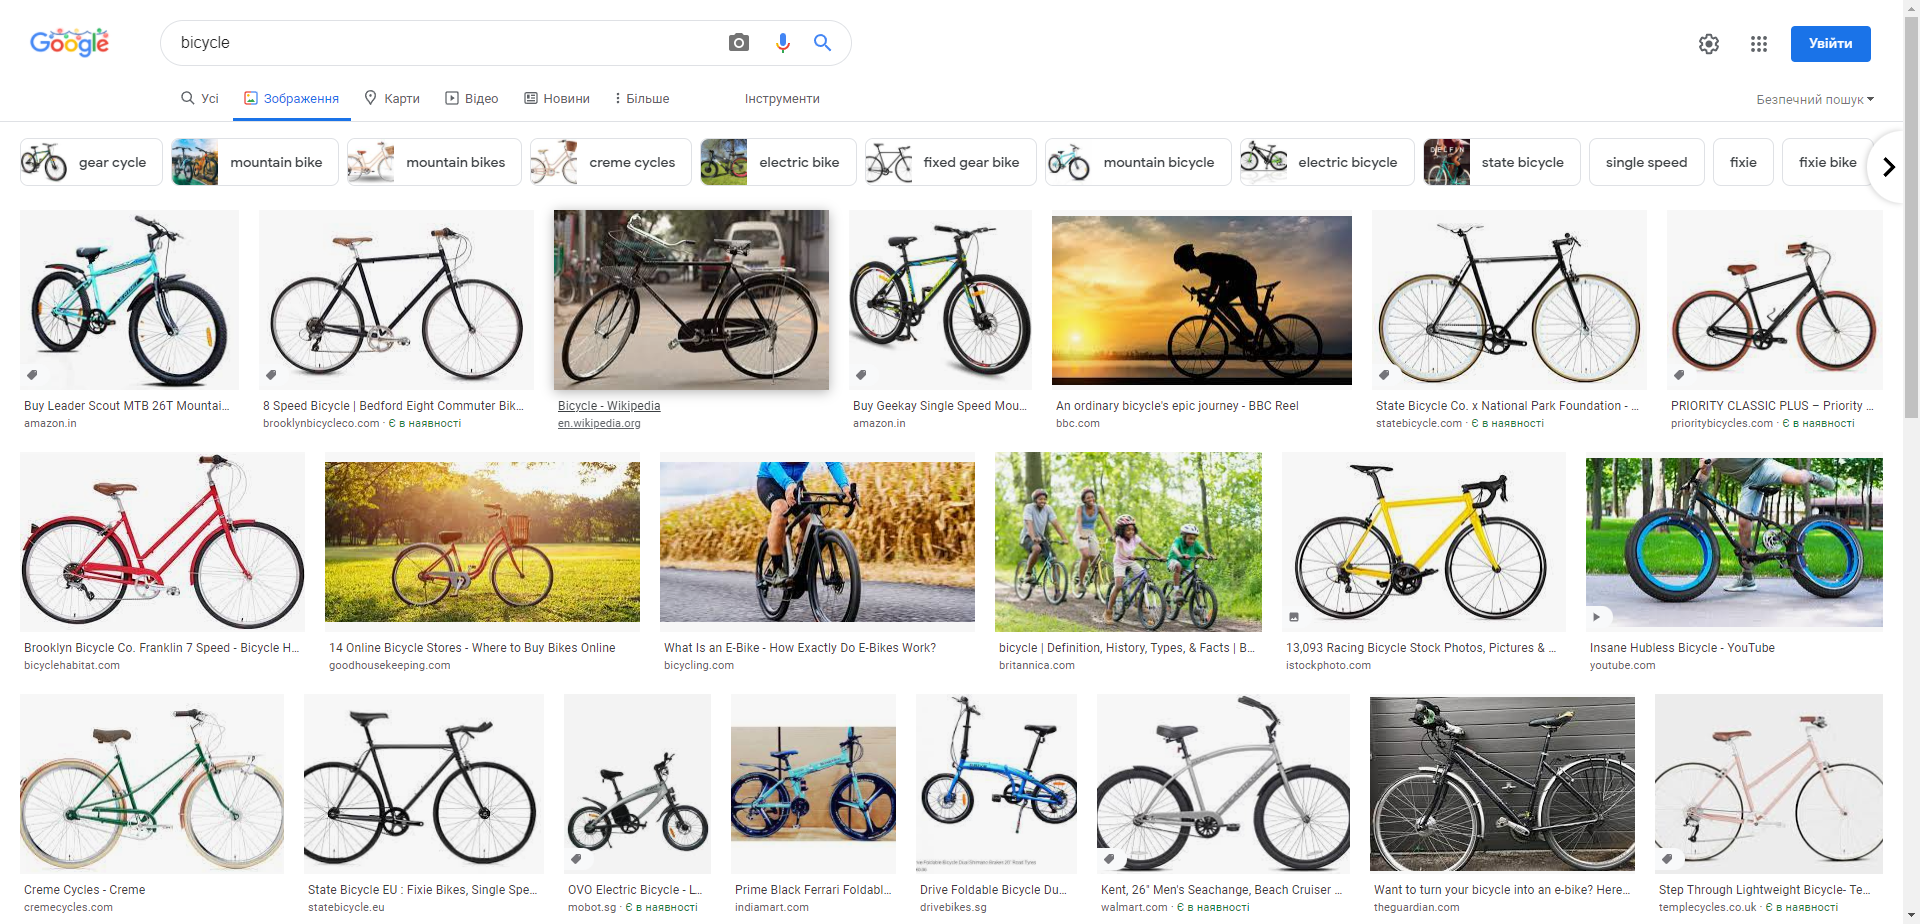 Google
bicycle
Увійти
Усі
Зображення
Карти
Відео
Новини
Більше
Інструменти
Безпечний пошук
gear cycle
mountain bike
mountain bikes
creme cycles
electric bike
fixed gear bike
mountain bicycle
electric bicycle
DELFIN
state bicycle
single speed
fixie
fixie bike
Buy Leader Scout MTB 26T Mountai...
amazon.in
8 Speed Bicycle | Bedford Eight Commuter Bik...
brooklynbicycleco.com · Є в наявності
Bicycle - Wikipedia
en.wikipedia.org
Buy Geekay Single Speed Mou...
amazon.in
An ordinary bicycle's epic journey - BBC Reel
bbc.com
State Bicycle Co. x National Park Foundation - ...
statebicycle.com · Є в наявності
PRIORITY CLASSIC PLUS – Priority ...
prioritybicycles.com · Є в наявності
Brooklyn Bicycle Co. Franklin 7 Speed - Bicycle H...
bicyclehabitat.com
14 Online Bicycle Stores - Where to Buy Bikes Online
goodhousekeeping.com
What Is an E-Bike - How Exactly Do E-Bikes Work?
bicycling.com
bicycle | Definition, History, Types, & Facts | B...
britannica.com
13,093 Racing Bicycle Stock Photos, Pictures & ...
istockphoto.com
Insane Hubless Bicycle - YouTube
youtube.com
Creme Cycles - Creme
cremecycles.com
State Bicycle EU : Fixie Bikes, Single Spe...
statebicycle.eu
OVO Electric Bicycle - L...
mobot.sg · Є в наявності
Prime Black Ferrari Foldabl...
indiamart.com
Drive Foldable Bicycle Du...
drivebikes.sg
Kent, 26" Men's Seachange, Beach Cruiser ...
walmart.com · Є в наявності
Want to turn your bicycle into an e-bike? Here...
theguardian.com
Step Through Lightweight Bicycle- Te...
templecycles.co.uk · Є в наявності